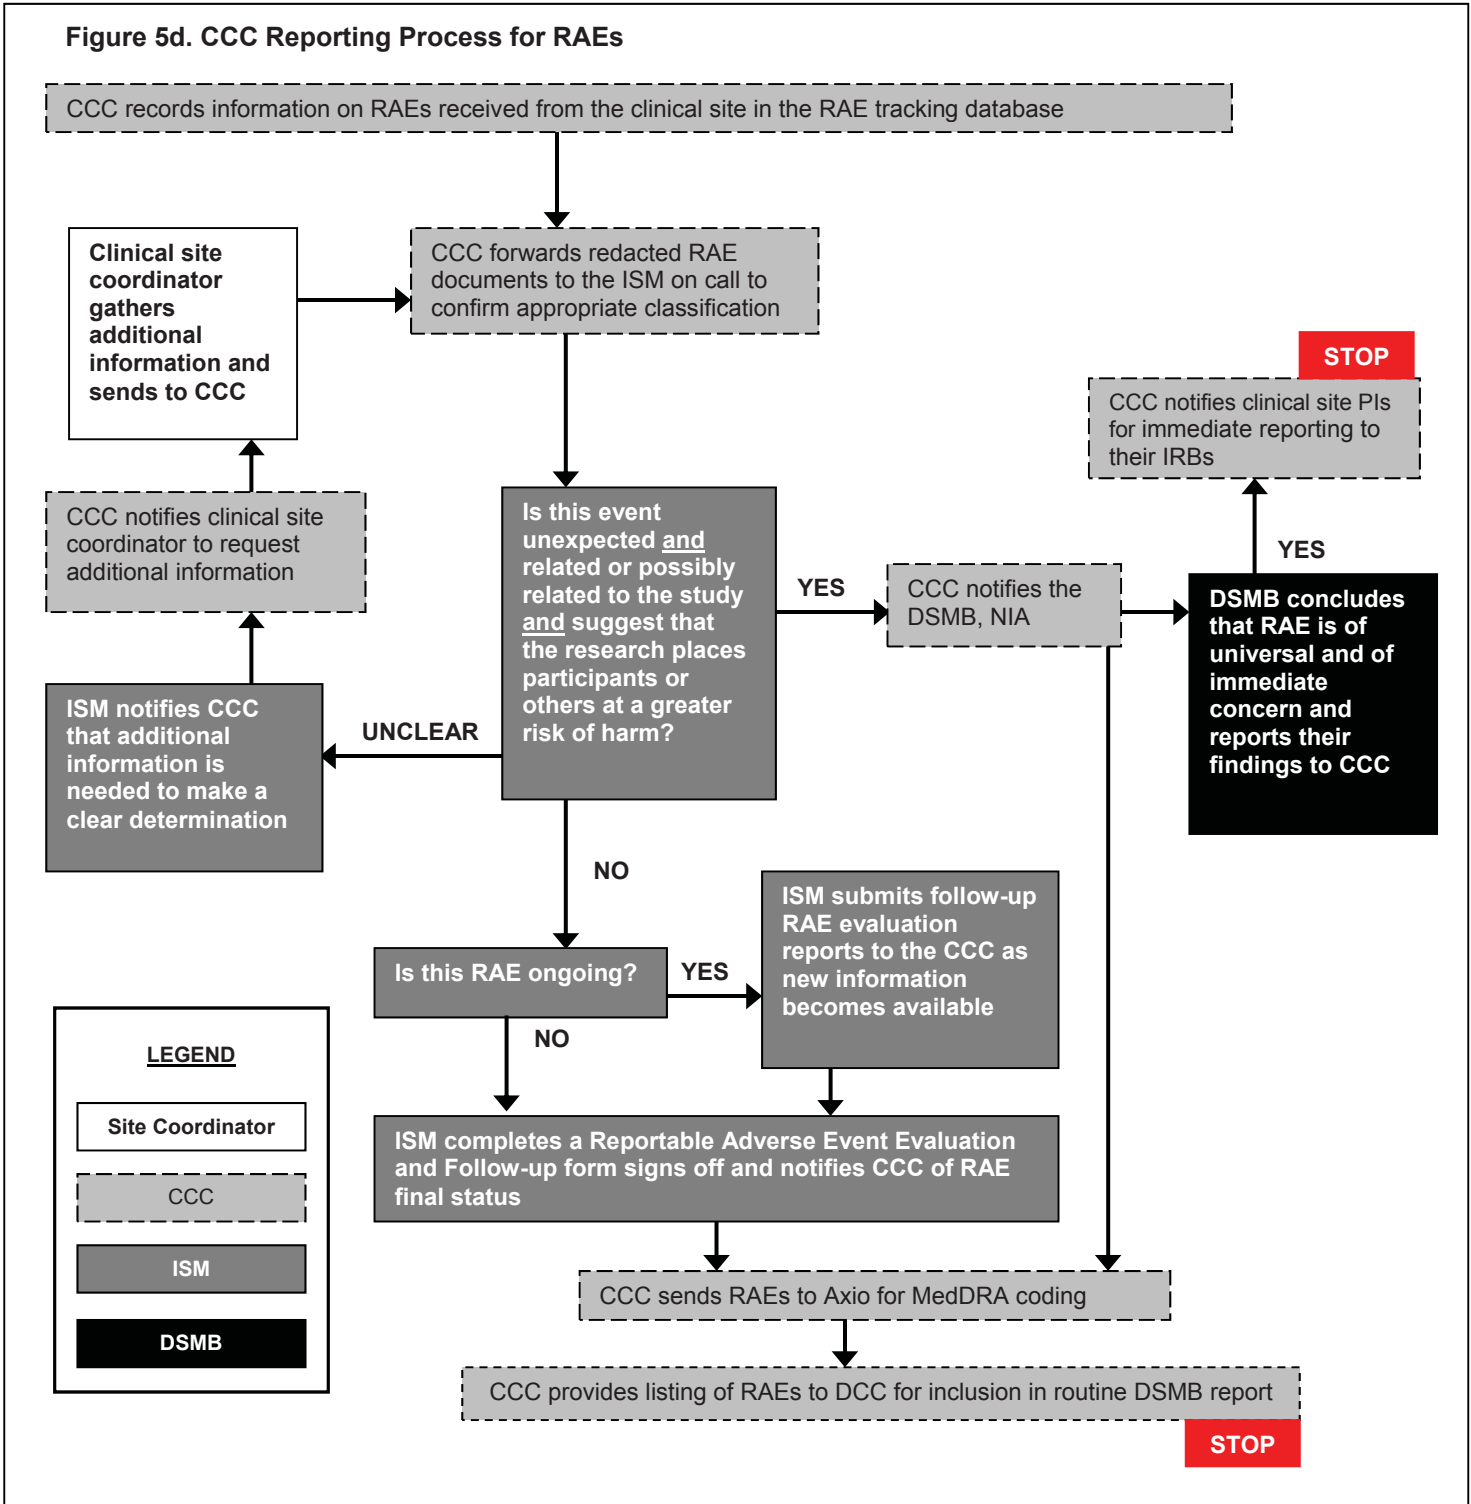 Figure 5d. CCC Reporting Process for RAEs
CCC records information on RAEs received from the clinical site in the RAE tracking database
Clinical site
coordinator
gathers
additional
information and
sends to CCC
CCC forwards redacted RAE
documents to the ISM on call to
confirm appropriate classification
STOP
CCC notifies clinical site PIs
for immediate reporting to
their IRBs
CCC notifies clinical site
coordinator to request
additional information
Is this event
unexpected and
related or possibly
related to the study
and suggest that
the research places
participants or
others at a greater
risk of harm?
YES
CCC notifies the
DSMB, NIA
YES
DSMB concludes
that RAE is of
universal and of
immediate
concern and
reports their
findings to CCC
UNCLEAR
ISM notifies CCC
that additional
information is
needed to make a
clear determination
NO
Is this RAE ongoing?
YES
ISM submits follow-up
RAE evaluation
reports to the CCC as
new information
becomes available
NO
ISM completes a Reportable Adverse Event Evaluation
and Follow-up form signs off and notifies CCC of RAE
final status
CCC sends RAEs to Axio for MedDRA coding
CCC provides listing of RAEs to DCC for inclusion in routine DSMB report
STOP
LEGEND
Site Coordinator
CCC
ISM
DSMB